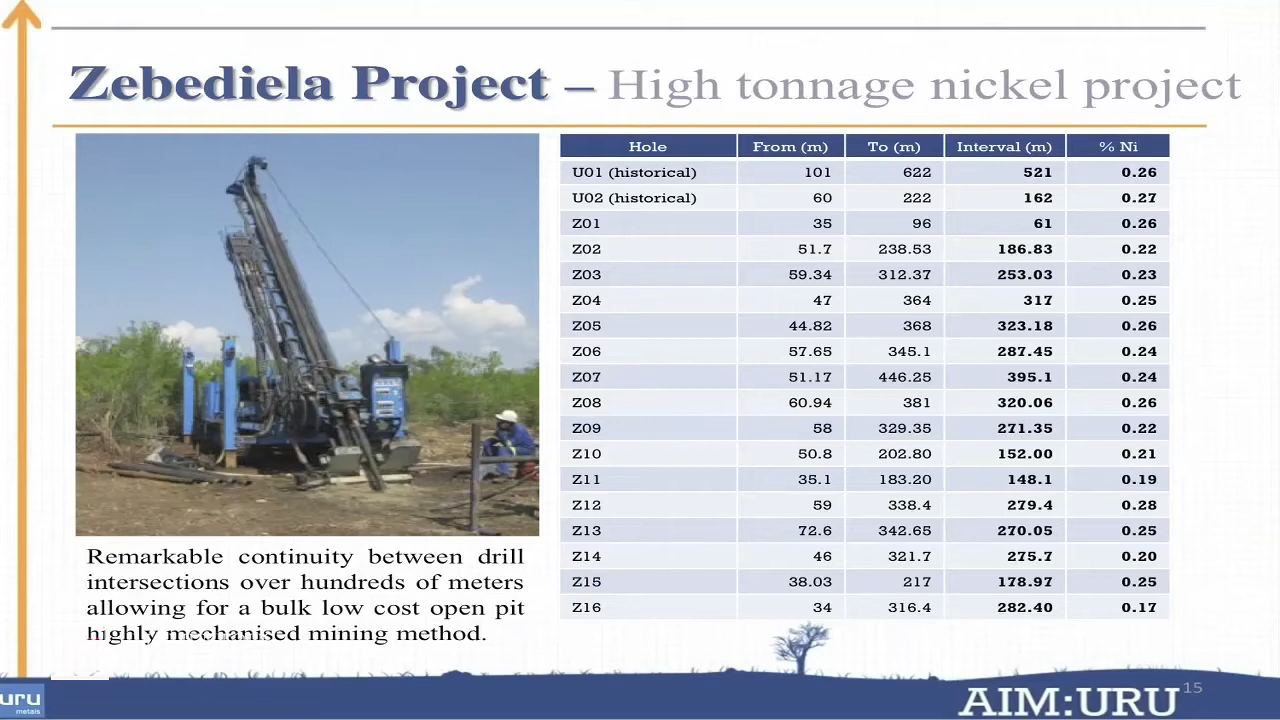 Zebediela Project – High tonnage nickel project
Hole From (m) To (m) Interval (m) % Ni
U01 (historical) 101 622 521 0.26
U02 (historical) 60 222 162 0.27
Z01 35 96 61 0.26
Z02 51.7 238.53 186.83 0.22
Z03 59.34 312.37 253.03 0.23
Z04 47 364 317 0.25
Z05 44.82 368 323.18 0.26
Z06 57.65 345.1 287.45 0.24
Z07 51.17 446.25 395.1 0.24
Z08 60.94 381 320.06 0.26
Z09 58 329.35 271.35 0.22
Z10 50.8 202.80 152.00 0.21
Z11 35.1 183.20 148.1 0.19
Z12 59 338.4 279.4 0.28
Z13 72.6 342.65 270.05 0.25
Z14 46 321.7 275.7 0.20
Z15 38.03 217 178.97 0.25
Z16 34 316.4 282.40 0.17
Remarkable continuity between drill
intersections over hundreds of meters
allowing for a bulk low cost open pit
highly mechanised mining method.
uru
metals
AIM:URU
15